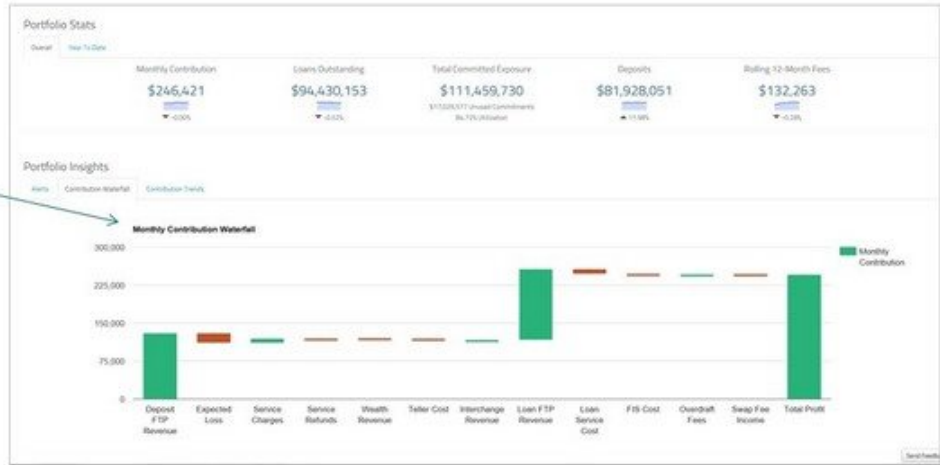 Portfolio Stats
Overall Year To Date
Monthly Contribution Loans Outstanding Total Committed Exposure Deposits Rolling 12-Month Fees
$246,421 $94,430,153 $111,459,730 $81,928,051 $132,263
Unused Commitments
Portfolio Insights
Alerts Contribution Waterfall Contribution Trends
Monthly Contribution Waterfall
300,000
225,000
150,000
75,000
0
Monthly
Contribution
Deposit Expected Service Service Wealth Teller Cost Interchange Loan FTP Loan FIS Cost Overdraft Swap Fee Total Profit
FTP Loss Charges Refunds Revenue Revenue Revenue Service Fees Income
Revenue Cost